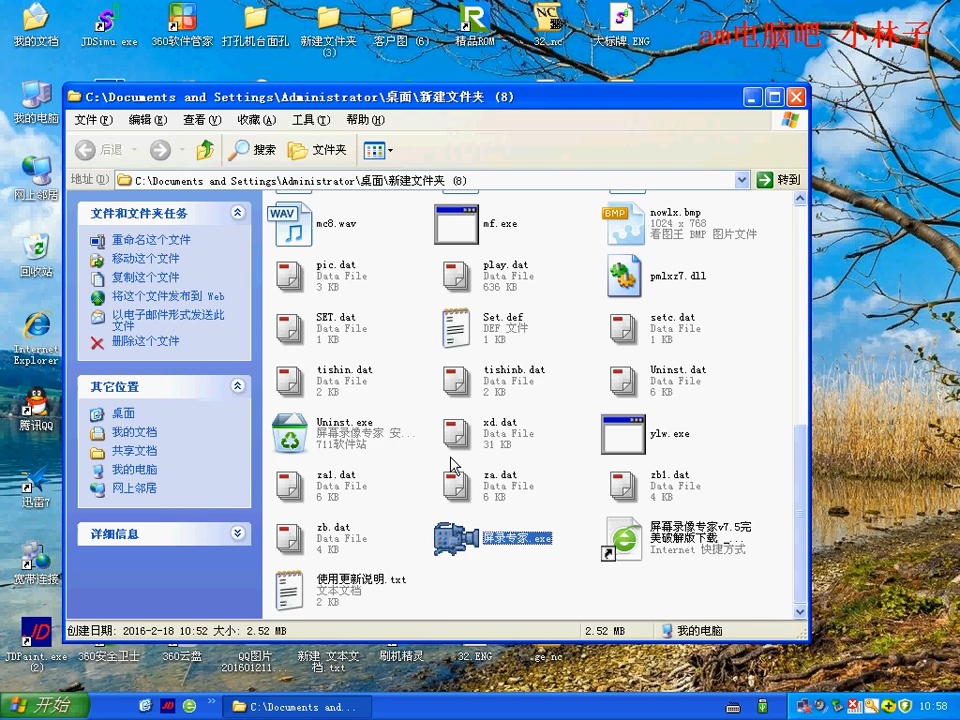 我的文档
JDSimu.exe
360软件管家
打孔机台面孔
新建文件夹
(3)
客户图 (6)
精品ROM
32_nc
大标牌_ENG
am电脑吧-小林子
我的电脑
网上邻居
回收站
Internet
Explorer
腾讯QQ
迅雷7
宽带连接
JDPaint.exe
(2)
C:\Documents and Settings\Administrator\桌面\新建文件夹 (8)
文件(F) 编辑(E) 查看(V) 收藏(A) 工具(T) 帮助(H)
后退 搜索 文件夹
地址(D) C:\Documents and Settings\Administrator\桌面\新建文件夹 (8) 转到
文件和文件夹任务
重命名这个文件
移动这个文件
复制这个文件
将这个文件发布到 Web
以电子邮件形式发送此
文件
删除这个文件
其它位置
桌面
我的文档
共享文档
我的电脑
网上邻居
详细信息
WAV
mc8.wav
mf.exe
BMP
nowlx.bmp
1024 x 768
看图王 BMP 图片文件
pic.dat
Data File
3 KB
play.dat
Data File
636 KB
pmlxz7.dll
SET.dat
Data File
1 KB
Set.def
DEF 文件
1 KB
setc.dat
Data File
1 KB
tishin.dat
Data File
2 KB
tishinb.dat
Data File
2 KB
Uninst.dat
Data File
6 KB
Uninst.exe
屏幕录像专家 安...
711软件站
xd.dat
Data File
31 KB
ylw.exe
za1.dat
Data File
6 KB
za.dat
Data File
6 KB
zb1.dat
Data File
4 KB
zb.dat
Data File
4 KB
屏录专家.exe
屏幕录像专家v7.5完
美破解版下载 _...
Internet 快捷方式
使用更新说明.txt
文本文档
2 KB
创建日期: 2016-2-18 10:52 大小: 2.52 MB
2.52 MB
我的电脑
360安全卫士
360云盘
QQ图片
201601211...
新建 文本文
档.txt
刷机精灵
32.ENG
.ge_nc
开始
C:\Documents and...
10:58